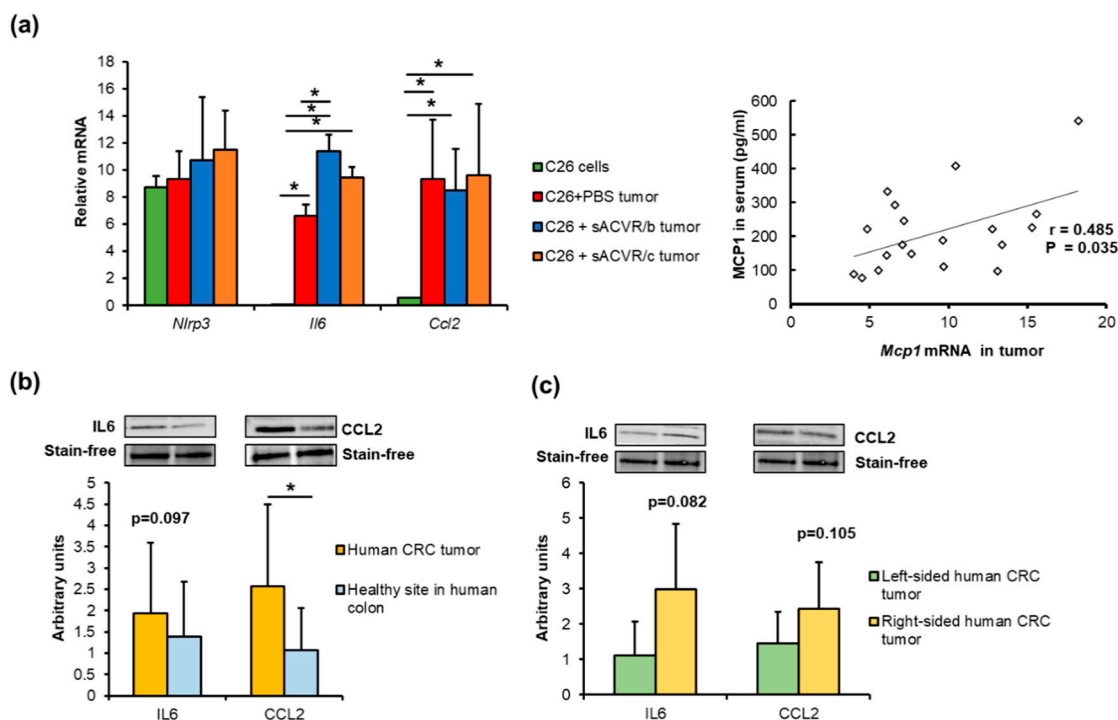 (a)
18
16
14
12
10
8
6
4
2
0
Relative mRNA
*
*
*
*
*
*
*
Nlrp3
Il6
Ccl2
C26 cells
C26+PBS tumor
C26 + sACVR/b tumor
C26 + sACVR/c tumor
600
500
400
300
200
100
0
MCP1 in serum (pg/ml)
r = 0.485
P = 0.035
0 5 10 15 20
Mcp1 mRNA in tumor
(b)
IL6
CCL2
Stain-free
Stain-free
5
4.5
4
3.5
3
2.5
2
1.5
1
0.5
0
Arbitrary units
p=0.097
*
IL6
CCL2
Human CRC tumor
Healthy site in human
colon
(c)
IL6
CCL2
Stain-free
Stain-free
6
5
4
3
2
1
0
Arbitrary units
p=0.082
p=0.105
IL6
CCL2
Left-sided human CRC
tumor
Right-sided human CRC
tumor